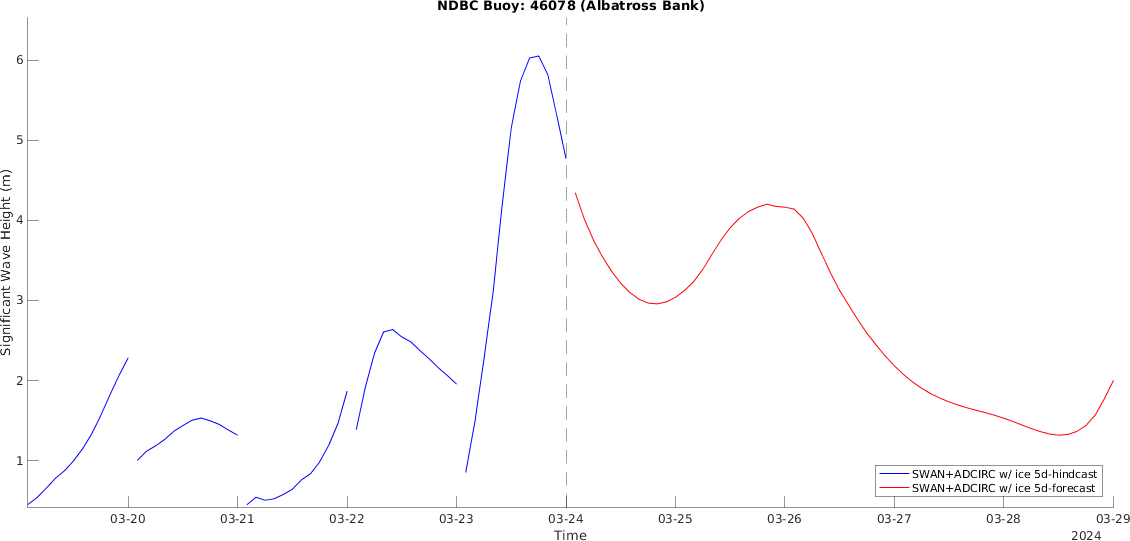 NDBC Buoy: 46078 (Albatross Bank)
Significant Wave Height (m)
6
5
4
3
2
1
SWAN+ADCIRC w/ ice 5d-hindcast
SWAN+ADCIRC w/ ice 5d-forecast
03-20 03-21 03-22 03-23 03-24 03-25 03-26 03-27 03-28 03-29
Time
2024